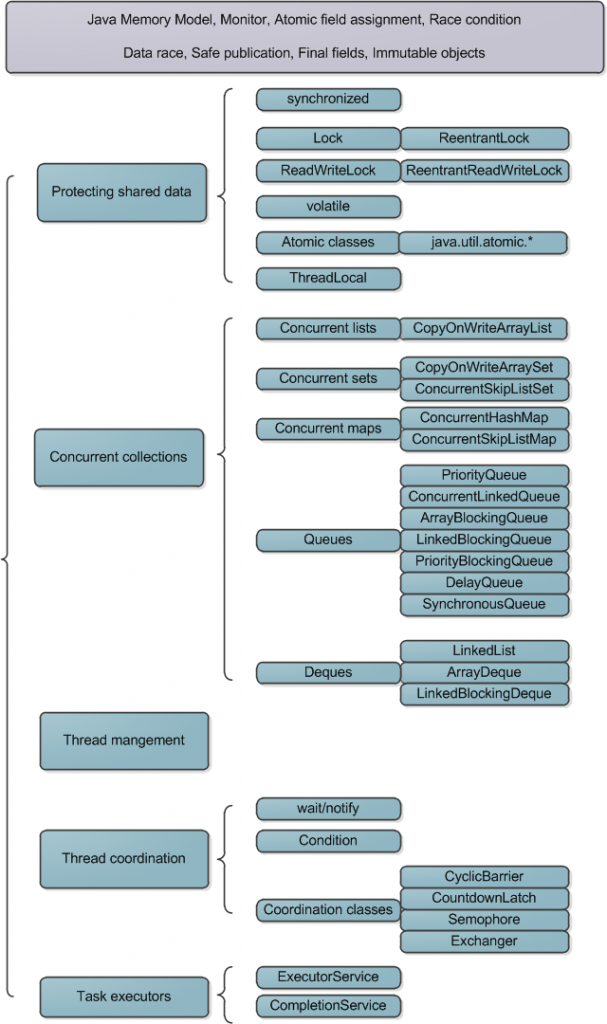 Java Memory Model, Monitor, Atomic field assignment, Race condition
Data race, Safe publication, Final fields, Immutable objects
Protecting shared data
synchronized
Lock
ReentrantLock
ReadWriteLock
ReentrantReadWriteLock
volatile
Atomic classes
java.util.atomic.*
ThreadLocal
Concurrent collections
Concurrent lists
CopyOnWriteArrayList
Concurrent sets
CopyOnWriteArraySet
ConcurrentSkipListSet
Concurrent maps
ConcurrentHashMap
ConcurrentSkipListMap
Queues
PriorityQueue
ConcurrentLinkedQueue
ArrayBlockingQueue
LinkedBlockingQueue
PriorityBlockingQueue
DelayQueue
SynchronousQueue
Deques
LinkedList
ArrayDeque
LinkedBlockingDeque
Thread mangement
Thread coordination
wait/notify
Condition
Coordination classes
CyclicBarrier
CountdownLatch
Semophore
Exchanger
Task executors
ExecutorService
CompletionService